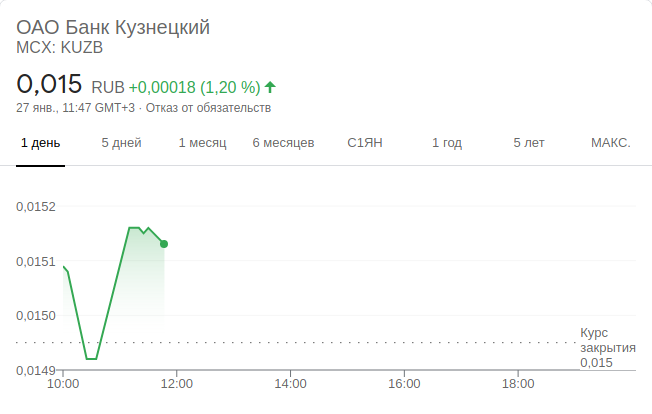 ОАО Банк Кузнецкий
MCX: KUZB
0,015 RUB +0,00018 (1,20 %)
27 янв., 11:47 GMT+3 · Отказ от обязательств
1 день 5 дней 1 месяц 6 месяцев С1ЯН 1 год 5 лет МАКС.
0,0152
0,0151
0,0150
0,0149
Курс
закрытия
0,015
10:00 12:00 14:00 16:00 18:00